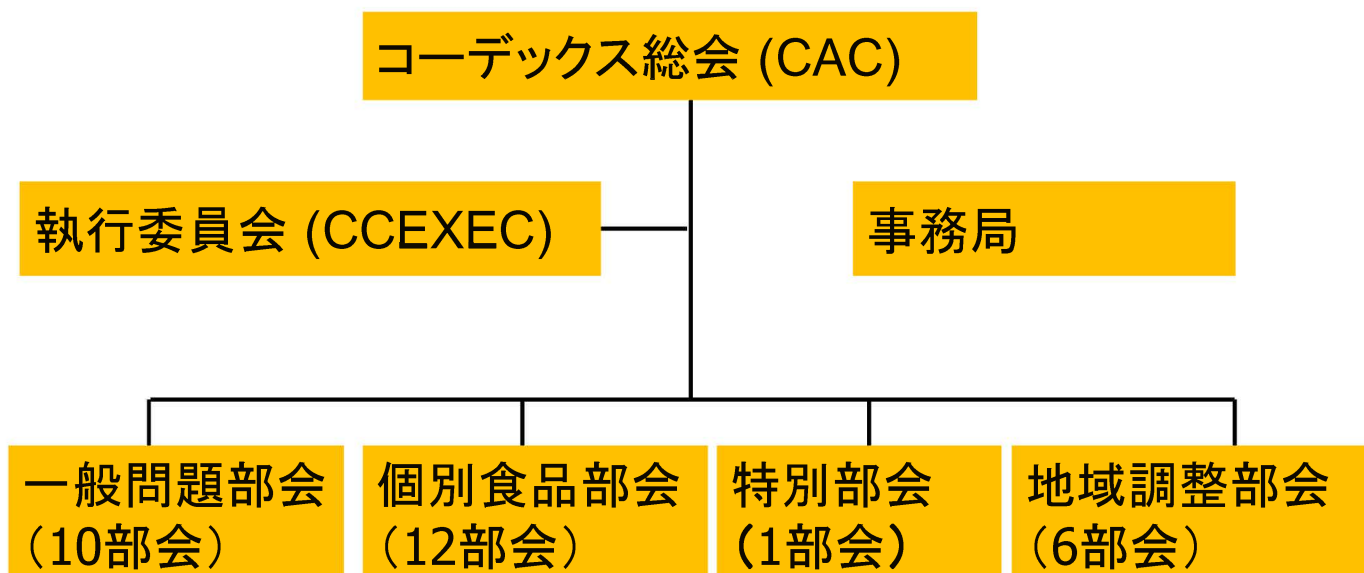 コーデックス総会 (CAC)
執行委員会 (CCEXEC)
事務局
一般問題部会
（10部会）
個別食品部会
（12部会）
特別部会
（1部会）
地域調整部会
（6部会）